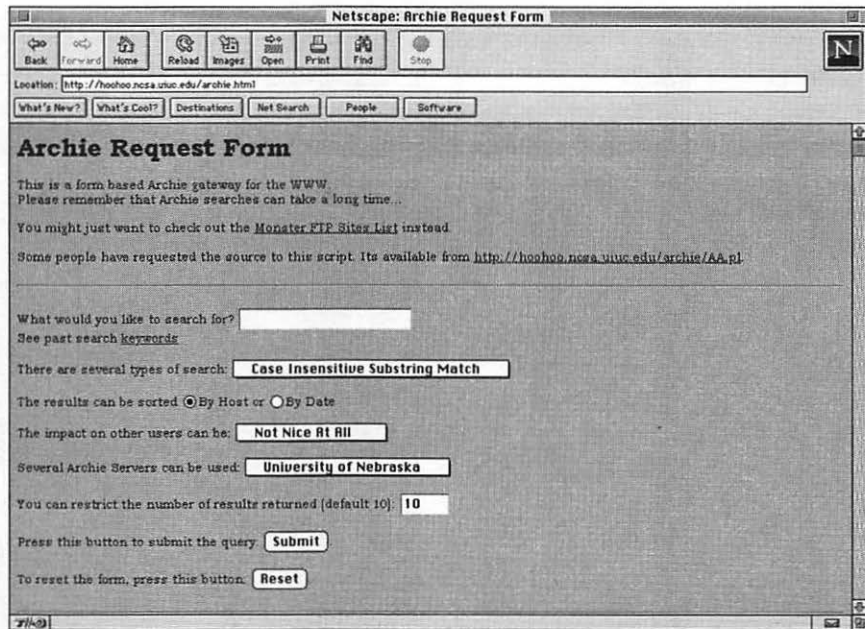 Netscape: Archie Request Form
Back Forward Home Reload Images Open Print Find Stop
N
Location: http://hoohoo.ncsa.uiuc.edu/archie.html
What's New? What's Cool? Destinations Net Search People Software
Archie Request Form
This is a form based Archie gateway for the WWW.
Please remember that Archie searches can take a long time...
You might just want to check out the Monster FTP Sites List instead.
Some people have requested the source to this script. Its available from http://hoohoo.ncsa.uiuc.edu/archie/AA.pl.
What would you like to search for?
See past search keywords
There are several types of search: Case Insensitive Substring Match
The results can be sorted By Host or By Date
The impact on other users can be: Not Nice At All
Several Archie Servers can be used: University of Nebraska
You can restrict the number of results returned [default 10]: 10
Press this button to submit the query: Submit
To reset the form, press this button: Reset